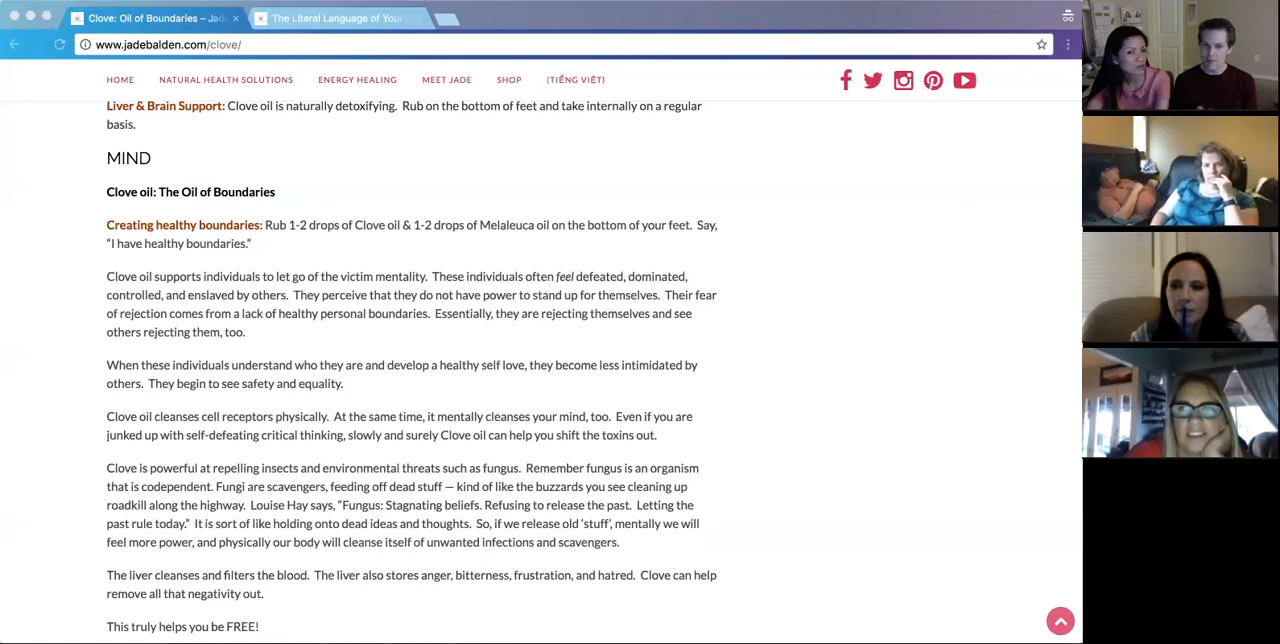 Clove: Oil of Boundaries – Jade
The Literal Language of Your
www.jadebalden.com/clove/
HOME NATURAL HEALTH SOLUTIONS ENERGY HEALING MEET JADE SHOP (TIẾNG VIỆT)
Liver & Brain Support: Clove oil is naturally detoxifying. Rub on the bottom of feet and take internally on a regular
basis.
MIND
Clove oil: The Oil of Boundaries
Creating healthy boundaries: Rub 1-2 drops of Clove oil & 1-2 drops of Melaleuca oil on the bottom of your feet. Say,
“I have healthy boundaries.”
Clove oil supports individuals to let go of the victim mentality. These individuals often feel defeated, dominated,
controlled, and enslaved by others. They perceive that they do not have power to stand up for themselves. Their fear
of rejection comes from a lack of healthy personal boundaries. Essentially, they are rejecting themselves and see
others rejecting them, too.
When these individuals understand who they are and develop a healthy self love, they become less intimidated by
others. They begin to see safety and equality.
Clove oil cleanses cell receptors physically. At the same time, it mentally cleanses your mind, too. Even if you are
junked up with self-defeating critical thinking, slowly and surely Clove oil can help you shift the toxins out.
Clove is powerful at repelling insects and environmental threats such as fungus. Remember fungus is an organism
that is codependent. Fungi are scavengers, feeding off dead stuff — kind of like the buzzards you see cleaning up
roadkill along the highway. Louise Hay says, “Fungus: Stagnating beliefs. Refusing to release the past. Letting the
past rule today.” It is sort of like holding onto dead ideas and thoughts. So, if we release old ‘stuff’, mentally we will
feel more power, and physically our body will cleanse itself of unwanted infections and scavengers.
The liver cleanses and filters the blood. The liver also stores anger, bitterness, frustration, and hatred. Clove can help
remove all that negativity out.
This truly helps you be FREE!